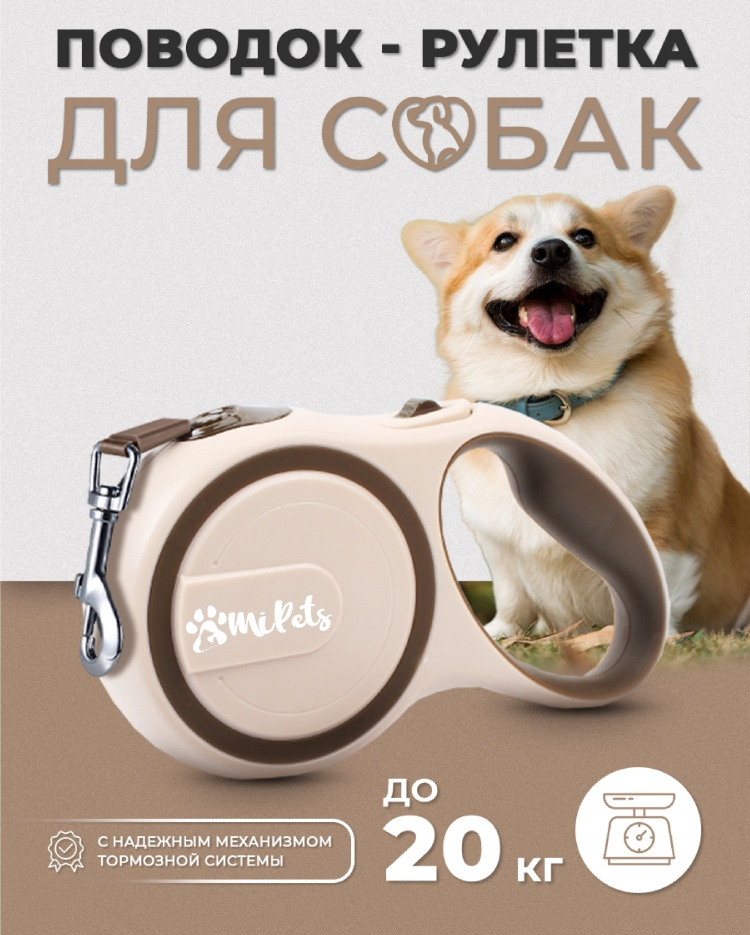 ПОВОДОК - РУЛЕТКА
ДЛЯ СОБАК
MiPets
ДО
20 КГ
С НАДЕЖНЫМ МЕХАНИЗМОМ
ТОРМОЗНОЙ СИСТЕМЫ